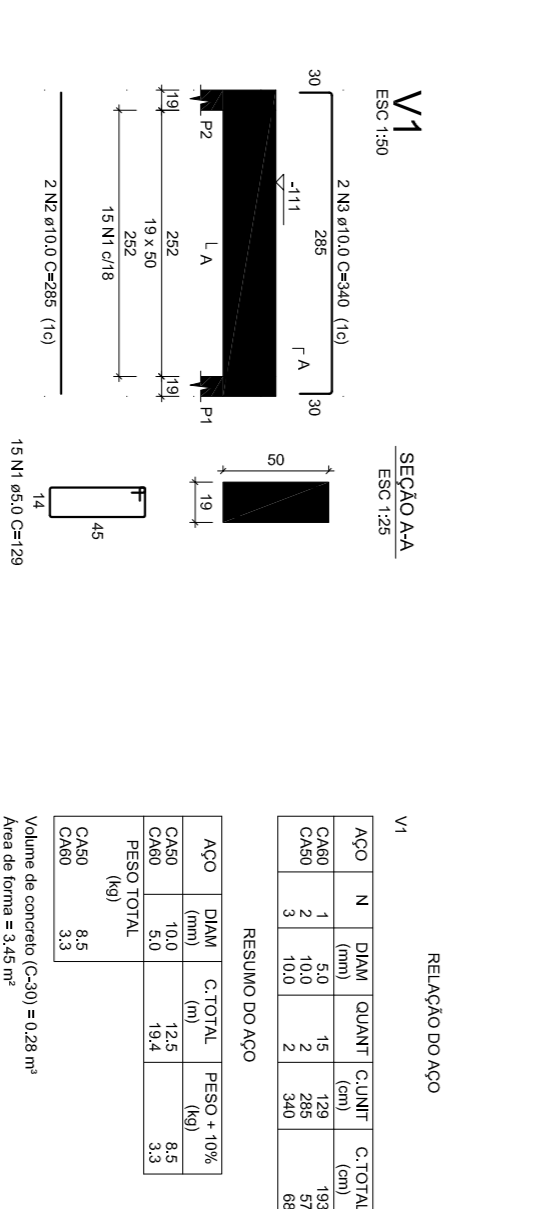 V1
ESC 1:50
2 N3 ø10.0 C=340 (1c)
30
285
30
A
-111
P2
A
P1
19
252
19
19 x 50
252
15 N1 c/18
2 N2 ø10.0 C=285 (1c)
SEÇÃO A-A
ESC 1:25
50
19
45
14
15 N1 ø5.0 C=129
RELAÇÃO DO AÇO
V1
AÇO N DIAM QUANT C.UNIT C.TOTAL
(mm) (cm) (cm)
CA60 1 5.0 15 129
CA50 2 10.0 2 285
3 10.0 2 340
RESUMO DO AÇO
AÇO DIAM C.TOTAL PESO + 10%
(mm) (m) (kg)
CA50 10.0 12.5 8.5
CA60 5.0 19.4 3.3
PESO TOTAL
(kg)
CA50 8.5
CA60 3.3
Volume de concreto (C-30) = 0.28 m³
Área de forma = 3.45 m²